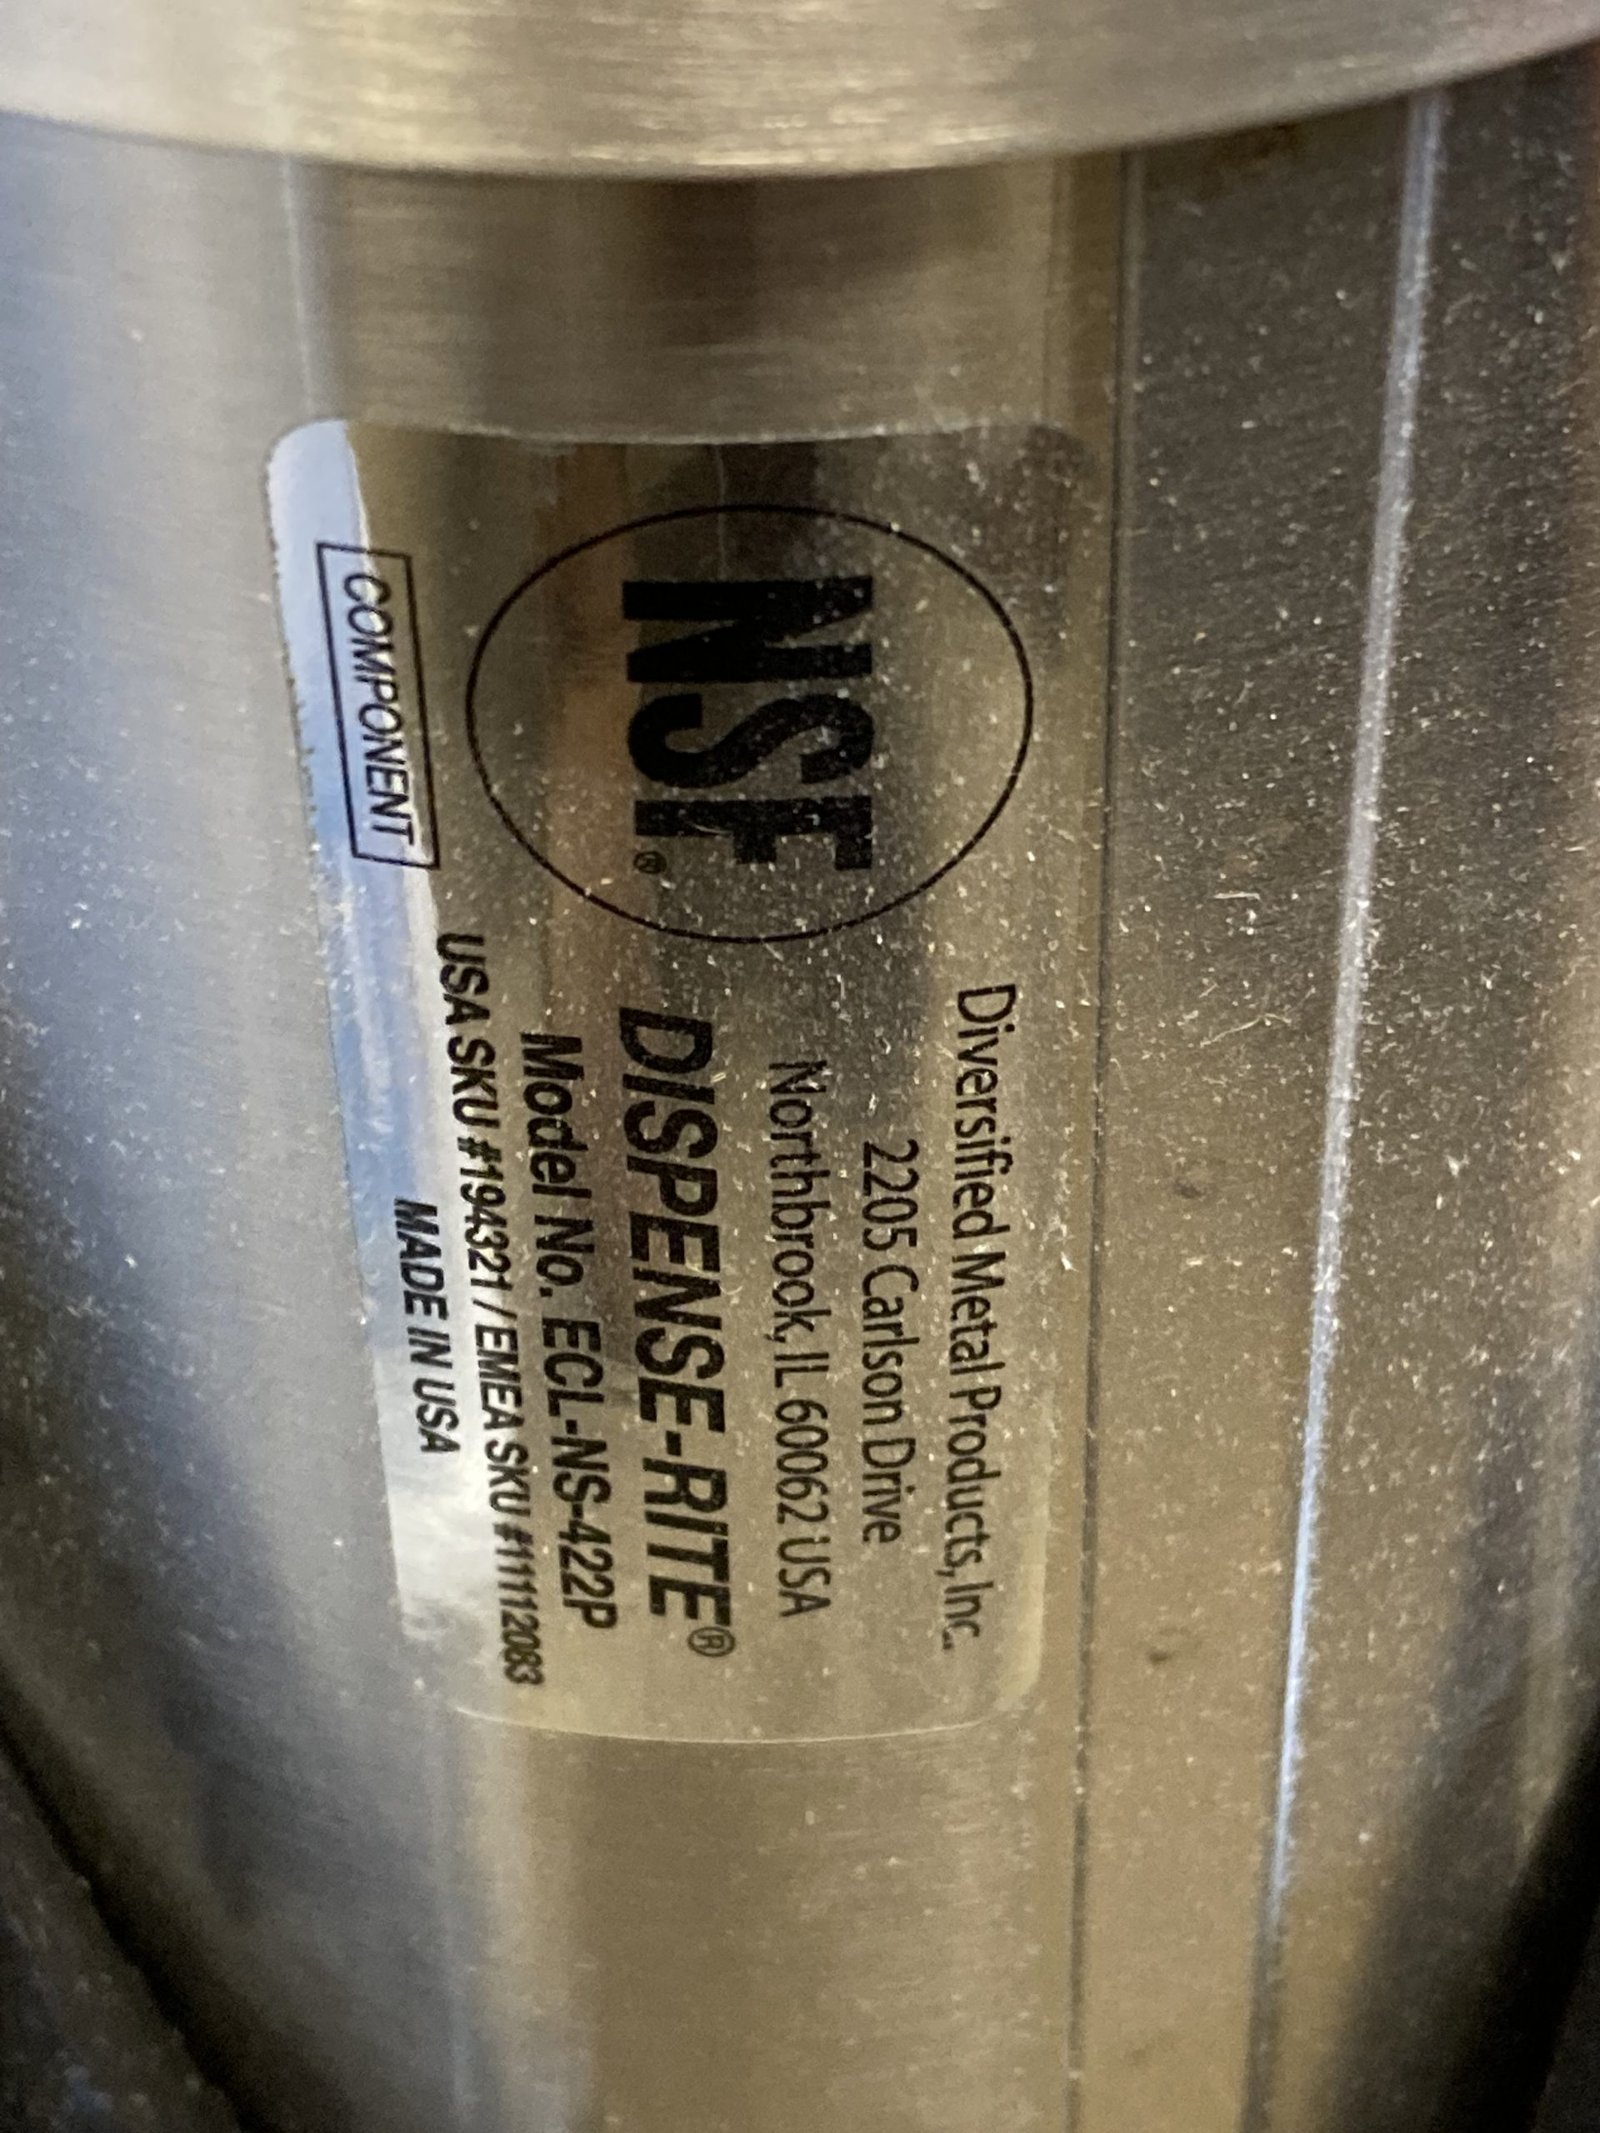 NSF®
COMPONENT
Diversified Metal Products, Inc.
2205 Carlson Drive
Northbrook, IL 60062 USA
DISPENSE-RITE®
Model No. ECL-NS-422P
USA SKU #194321 / EMEA SKU #11112083
MADE IN USA